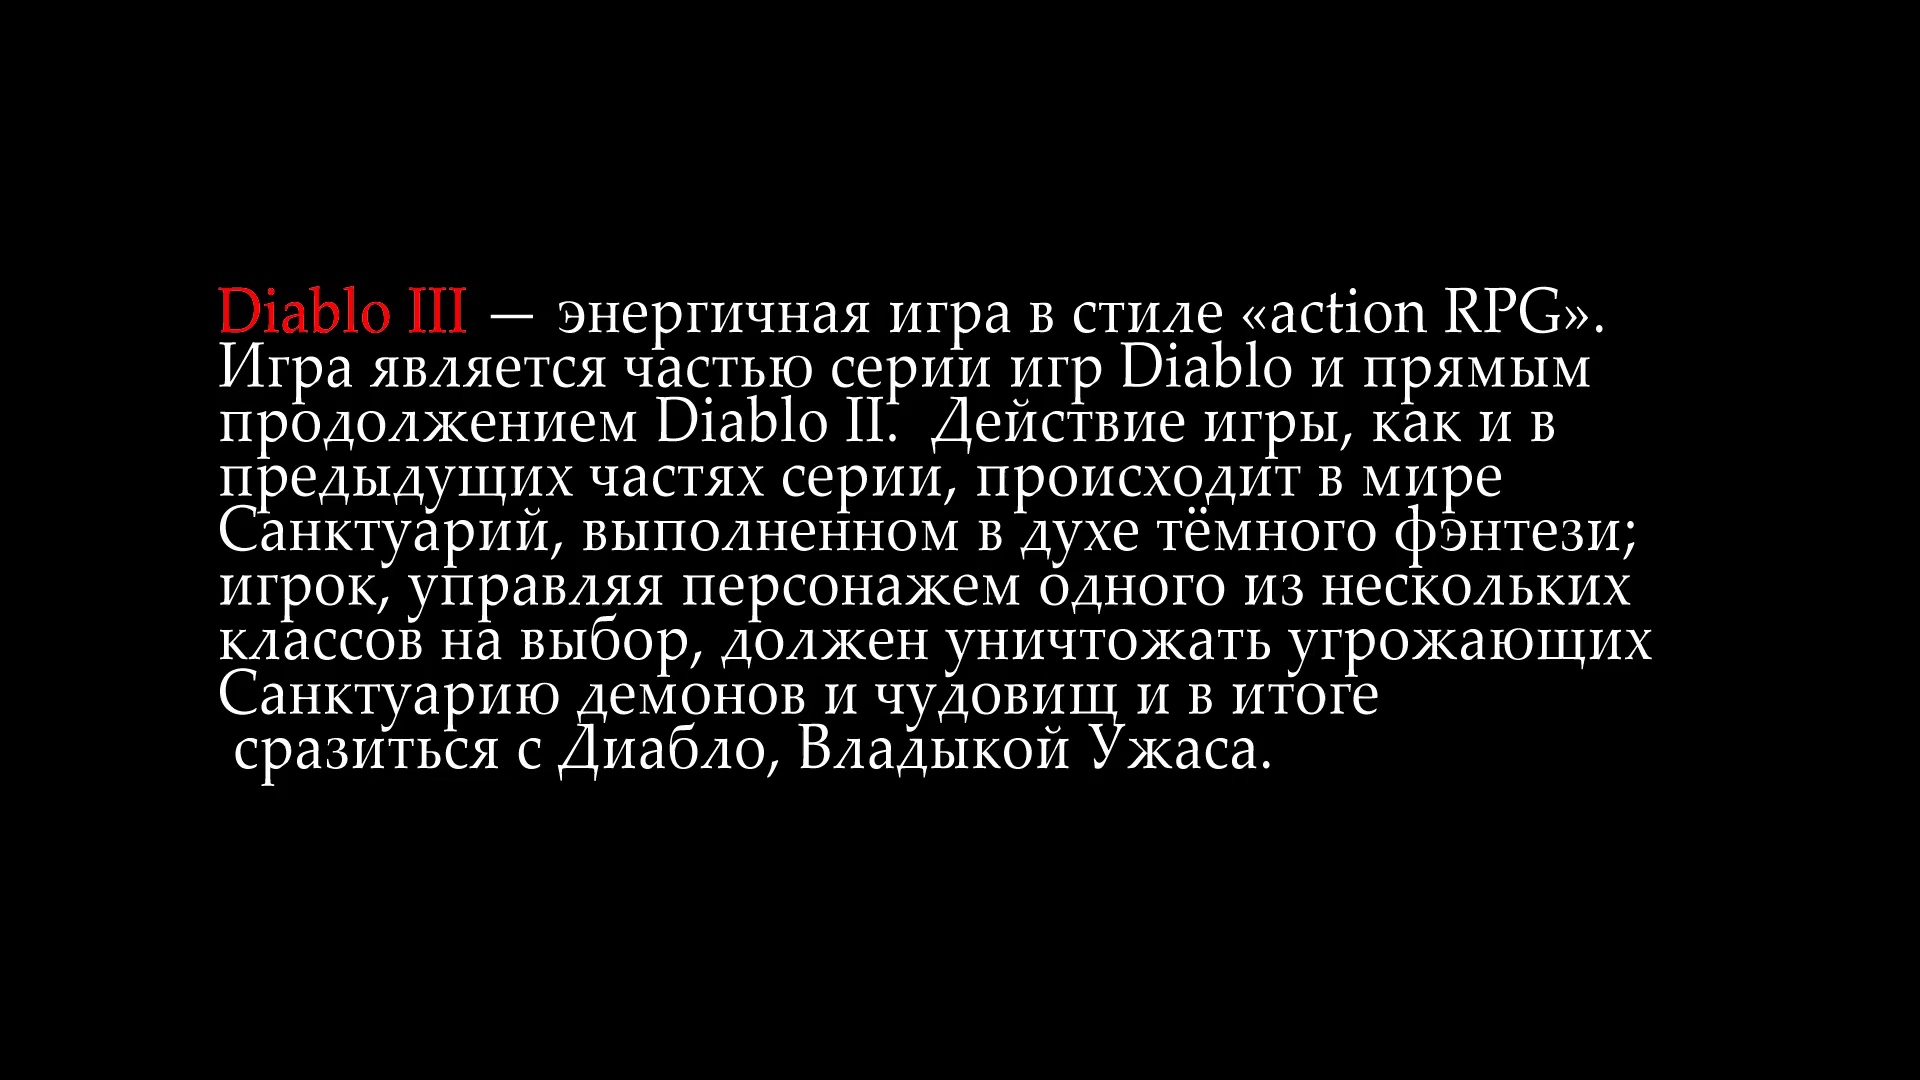 Diablo III — энергичная игра в стиле «action RPG».
Игра является частью серии игр Diablo и прямым
продолжением Diablo II.  Действие игры, как и в
предыдущих частях серии, происходит в мире
Санктуарий, выполненном в духе тёмного фэнтези;
игрок, управляя персонажем одного из нескольких
классов на выбор, должен уничтожать угрожающих
Санктуарию демонов и чудовищ и в итоге
сразиться с Диабло, Владыкой Ужаса.